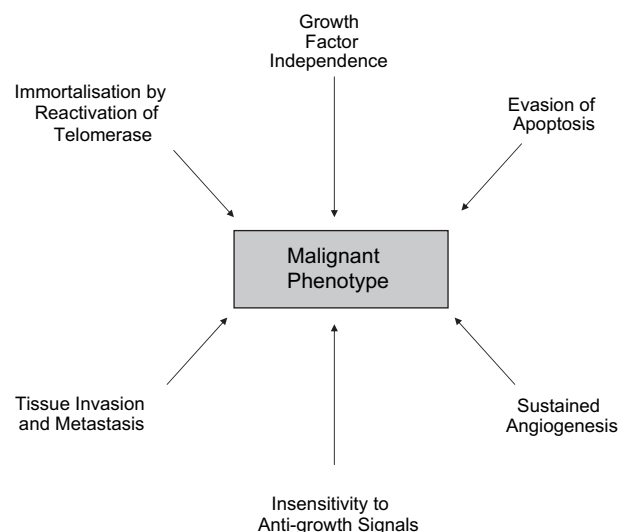 Growth
Factor
Independence
Immortalisation by
Reactivation of
Telomerase
Evasion of
Apoptosis
Malignant
Phenotype
Tissue Invasion
and Metastasis
Sustained
Angiogenesis
Insensitivity to
Anti-growth Signals